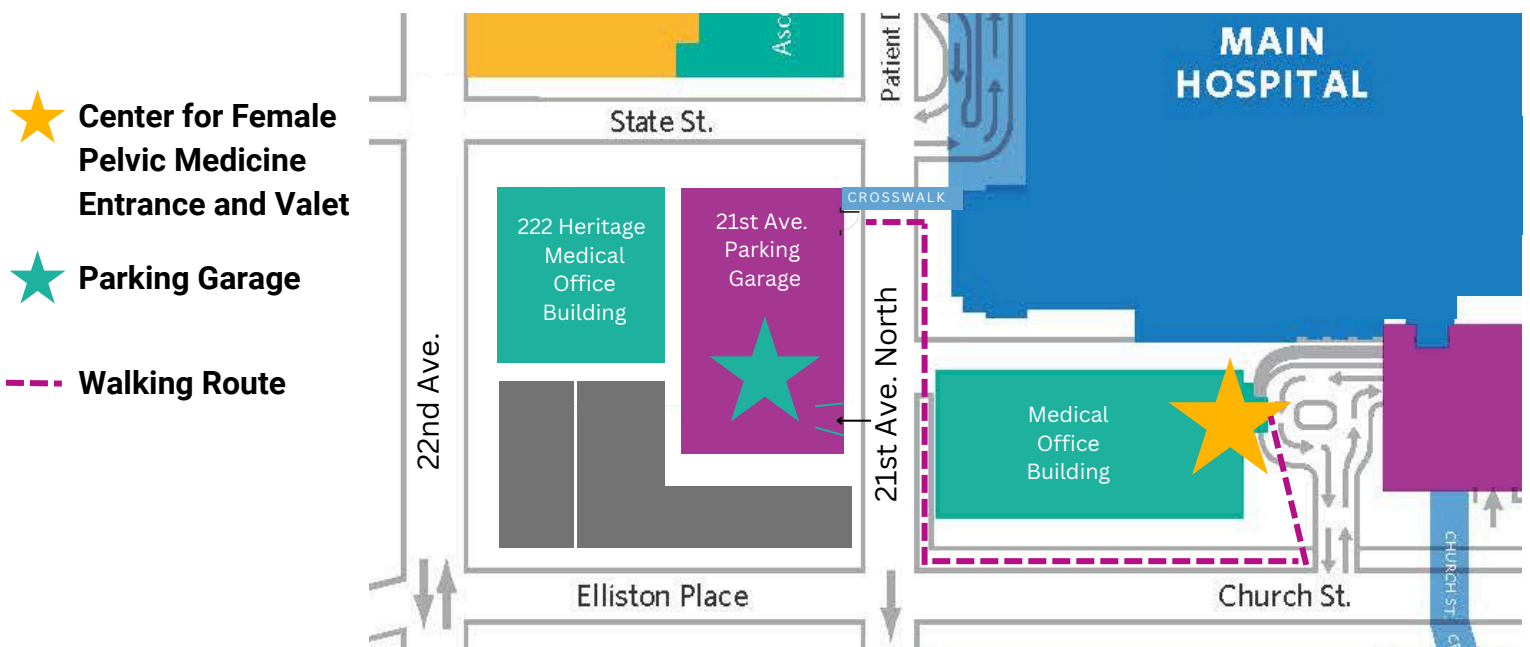 Center for Female
Pelvic Medicine
Entrance and Valet
Parking Garage
Walking Route
Patient
MAIN
HOSPITAL
State St.
CROSSWALK
222 Heritage
Medical
Office
Building
21st Ave.
Parking
Garage
22nd Ave.
21st Ave. North
Medical
Office
Building
Elliston Place
Church St.
CHURCH ST.